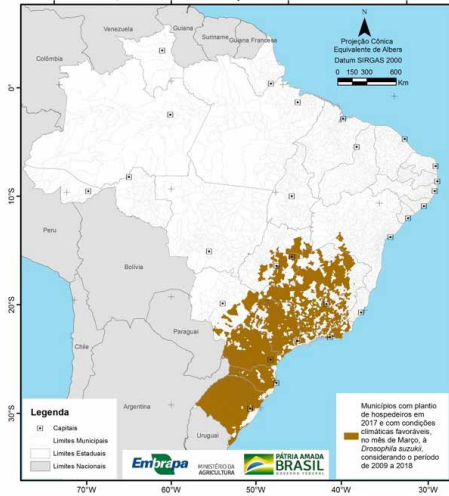 Venezuela
Guiana
Suriname
Guiana Francesa
Colômbia
Projeção Cônica
Equivalente de Albers
Datum SIRGAS 2000
0 150 300 600
Km
0°
10°S
Peru
Bolívia
20°S
Paraguai
Chile
Argentina
30°S
Uruguai
Legenda
Capitais
Limites Municipais
Limites Estaduais
Limites Nacionais
Embrapa
MINISTÉRIO DA
AGRICULTURA
PÁTRIA AMADA
BRASIL
GOVERNO FEDERAL
Municípios com plantio
de hospedeiros em
2017 e com condições
climáticas favoráveis,
no mês de Março, à
Drosophila suzukii,
considerando o período
de 2009 a 2018
70°W
60°W
50°W
40°W
30°0'W